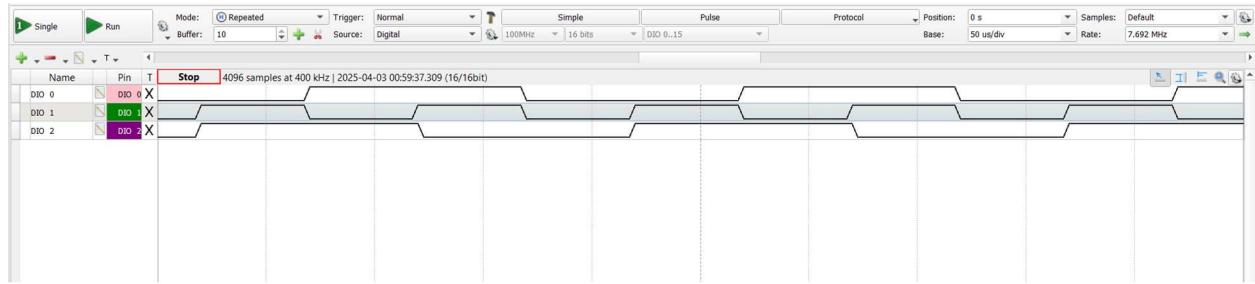 Single Run Mode: Repeated Trigger: Normal Simple Pulse Protocol Position: 0 s Samples: Default
Buffer: 10 Source: Digital 100MHz 16 bits DIO 0..15 Base: 50 us/div Rate: 7.692 MHz
T
Name Pin T Stop 4096 samples at 400 kHz | 2025-04-03 00:59:37.309 (16/16bit)
DIO 0 DIO 0 X
DIO 1 DIO 1 X
DIO 2 DIO 2 X